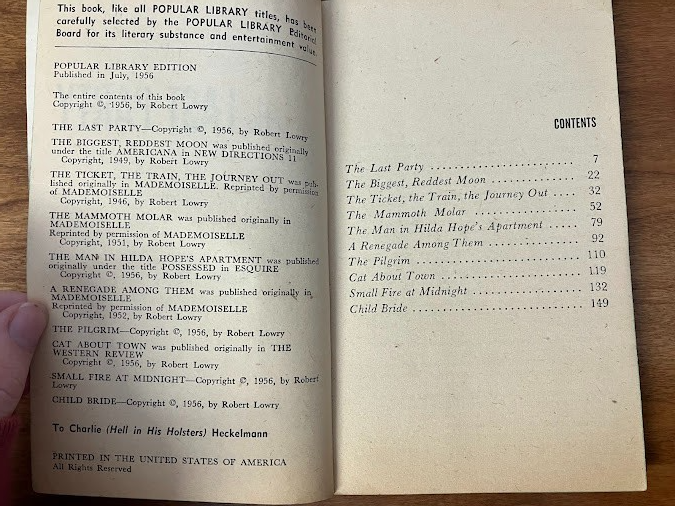 This book, like all POPULAR LIBRARY titles, has been
carefully selected by the POPULAR LIBRARY Editorial
Board for its literary substance and entertainment value.
POPULAR LIBRARY EDITION
Published in July, 1956
The entire contents of this book
Copyright ©, 1956, by Robert Lowry
THE LAST PARTY—Copyright ©, 1956, by Robert Lowry
THE BIGGEST, REDDEST MOON was published originally
under the title AMERICANA in NEW DIRECTIONS 11
Copyright, 1949, by Robert Lowry
THE TICKET, THE TRAIN, THE JOURNEY OUT was pub-
lished originally in MADEMOISELLE. Reprinted by permission
of MADEMOISELLE
Copyright, 1946, by Robert Lowry
THE MAMMOTH MOLAR was published originally in
MADEMOISELLE
Reprinted by permission of MADEMOISELLE
Copyright, 1951, by Robert Lowry
THE MAN IN HILDA HOPE'S APARTMENT was published
originally under the title POSSESSED in ESQUIRE
Copyright ©, 1956, by Robert Lowry
A RENEGADE AMONG THEM was published originally in
MADEMOISELLE
Reprinted by permission of MADEMOISELLE
Copyright, 1952, by Robert Lowry
THE PILGRIM—Copyright ©, 1956, by Robert Lowry
CAT ABOUT TOWN was published originally in THE
WESTERN REVIEW
Copyright ©, 1956, by Robert Lowry
SMALL FIRE AT MIDNIGHT—Copyright ©, 1956, by Robert
Lowry
CHILD BRIDE—Copyright ©, 1956, by Robert Lowry
To Charlie (Hell in His Holsters) Heckelmann
PRINTED IN THE UNITED STATES OF AMERICA
All Rights Reserved
CONTENTS
The Last Party 7
The Biggest, Reddest Moon 22
The Ticket, the Train, the Journey Out 32
The Mammoth Molar 52
The Man in Hilda Hope's Apartment 79
A Renegade Among Them 92
The Pilgrim 110
Cat About Town 119
Small Fire at Midnight 132
Child Bride 149